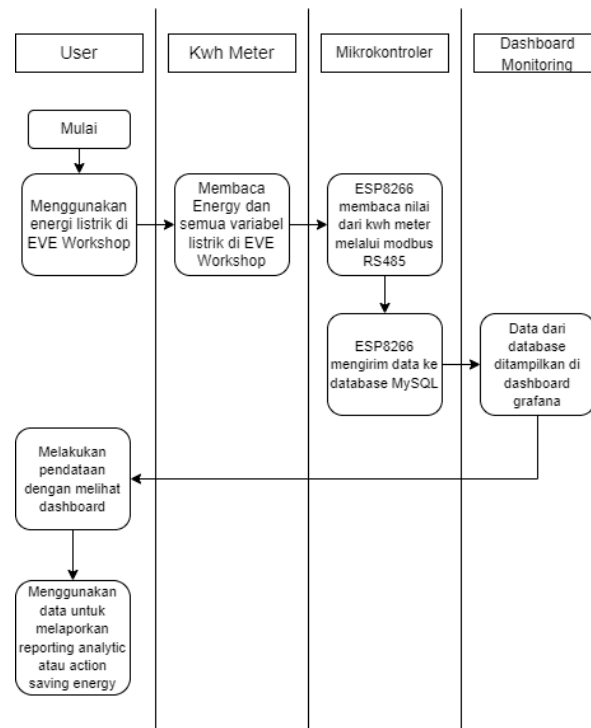 User
Kwh Meter
Mikrokontroler
Dashboard
Monitoring
Mulai
Menggunakan
energi listrik di
EVE Workshop
Membaca
Energy dan
semua variabel
listrik di EVE
Workshop
ESP8266
membaca nilai
dari kwh meter
melalui modbus
RS485
ESP8266
mengirim data ke
database MySQL
Data dari
database
ditampilkan di
dashboard
grafana
Melakukan
pendataan
dengan melihat
dashboard
Menggunakan
data untuk
melaporkan
reporting analytic
atau action
saving energy